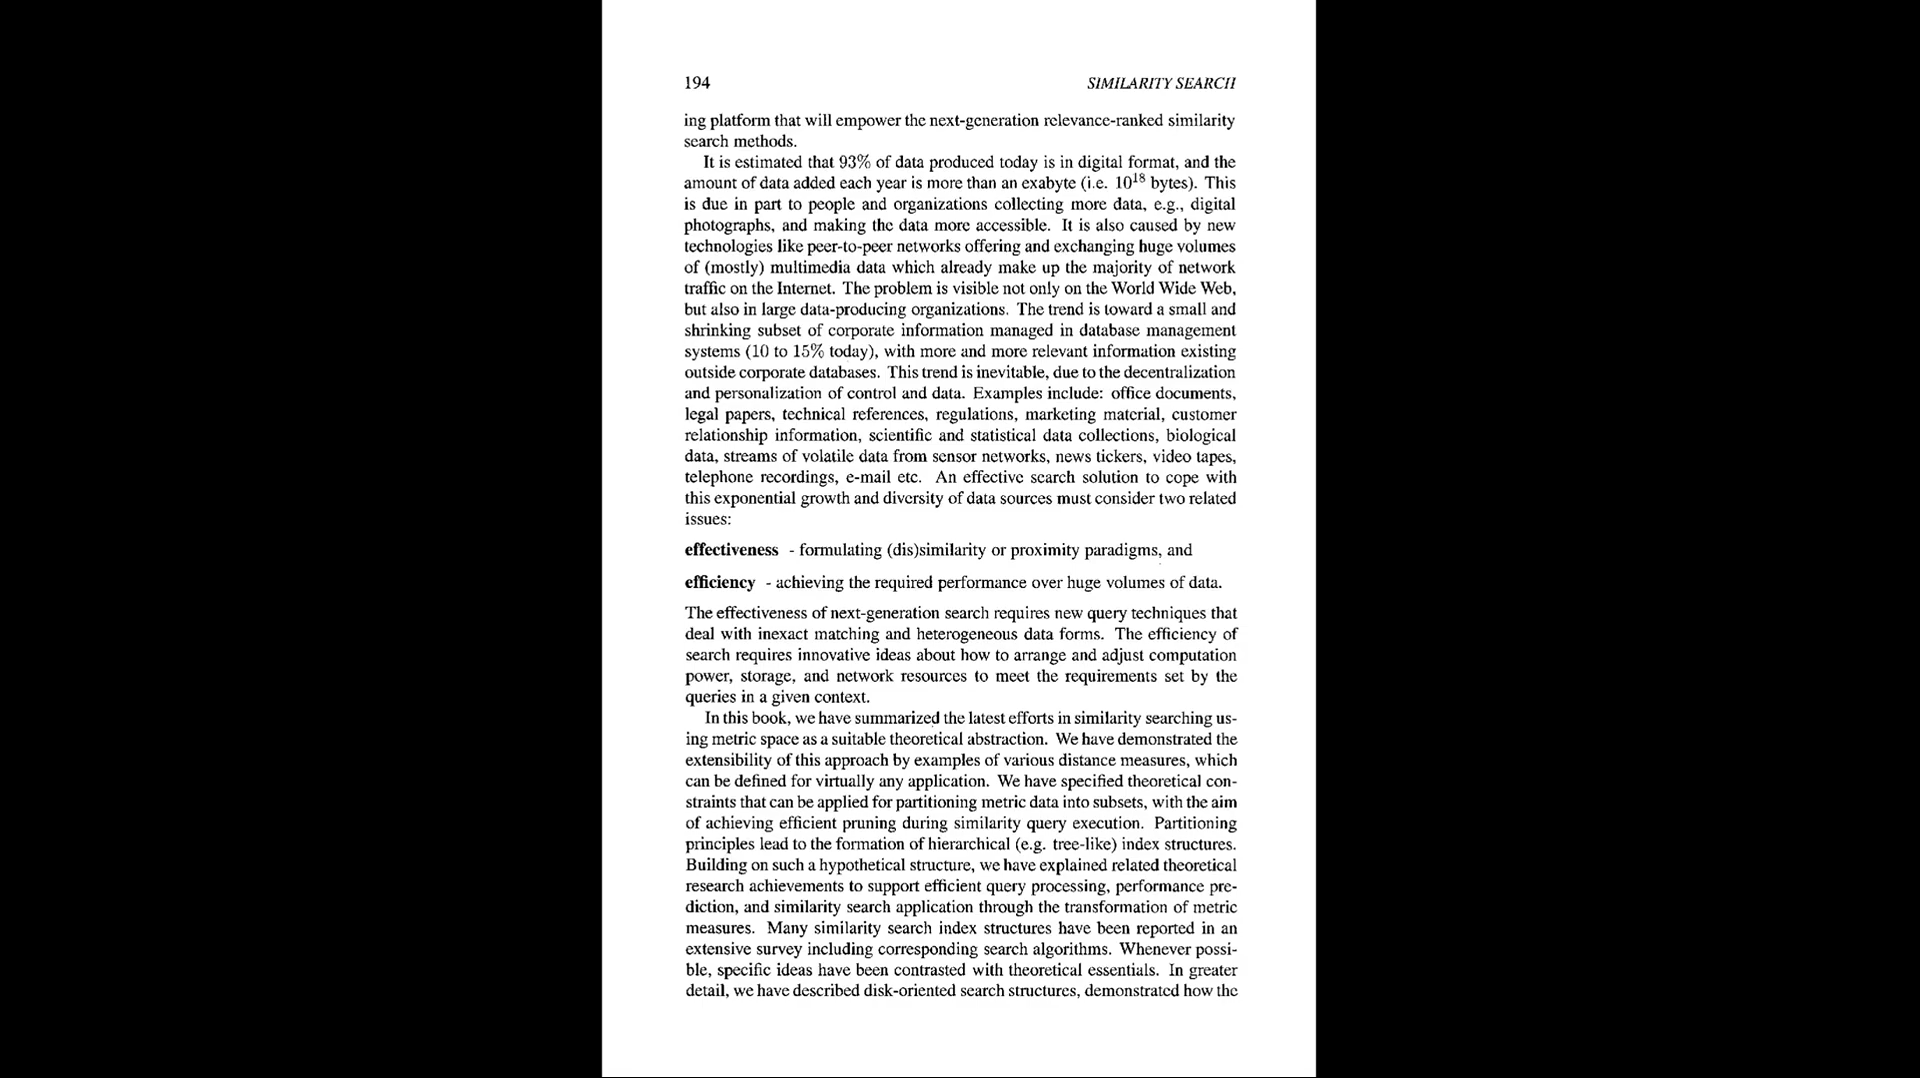 194 SIMILARITY SEARCH
ing platform that will empower the next-generation relevance-ranked similarity
search methods.
It is estimated that 93% of data produced today is in digital format, and the
amount of data added each year is more than an exabyte (i.e. 10¹⁸ bytes). This
is due in part to people and organizations collecting more data, e.g., digital
photographs, and making the data more accessible. It is also caused by new
technologies like peer-to-peer networks offering and exchanging huge volumes
of (mostly) multimedia data which already make up the majority of network
traffic on the Internet. The problem is visible not only on the World Wide Web,
but also in large data-producing organizations. The trend is toward a small and
shrinking subset of corporate information managed in database management
systems (10 to 15% today), with more and more relevant information existing
outside corporate databases. This trend is inevitable, due to the decentralization
and personalization of control and data. Examples include: office documents,
legal papers, technical references, regulations, marketing material, customer
relationship information, scientific and statistical data collections, biological
data, streams of volatile data from sensor networks, news tickers, video tapes,
telephone recordings, e-mail etc. An effective search solution to cope with
this exponential growth and diversity of data sources must consider two related
issues:
effectiveness - formulating (dis)similarity or proximity paradigms, and
efficiency - achieving the required performance over huge volumes of data.
The effectiveness of next-generation search requires new query techniques that
deal with inexact matching and heterogeneous data forms. The efficiency of
search requires innovative ideas about how to arrange and adjust computation
power, storage, and network resources to meet the requirements set by the
queries in a given context.
In this book, we have summarized the latest efforts in similarity searching us-
ing metric space as a suitable theoretical abstraction. We have demonstrated the
extensibility of this approach by examples of various distance measures, which
can be defined for virtually any application. We have specified theoretical con-
straints that can be applied for partitioning metric data into subsets, with the aim
of achieving efficient pruning during similarity query execution. Partitioning
principles lead to the formation of hierarchical (e.g. tree-like) index structures.
Building on such a hypothetical structure, we have explained related theoretical
research achievements to support efficient query processing, performance pre-
diction, and similarity search application through the transformation of metric
measures. Many similarity search index structures have been reported in an
extensive survey including corresponding search algorithms. Whenever possi-
ble, specific ideas have been contrasted with theoretical essentials. In greater
detail, we have described disk-oriented search structures, demonstrated how the